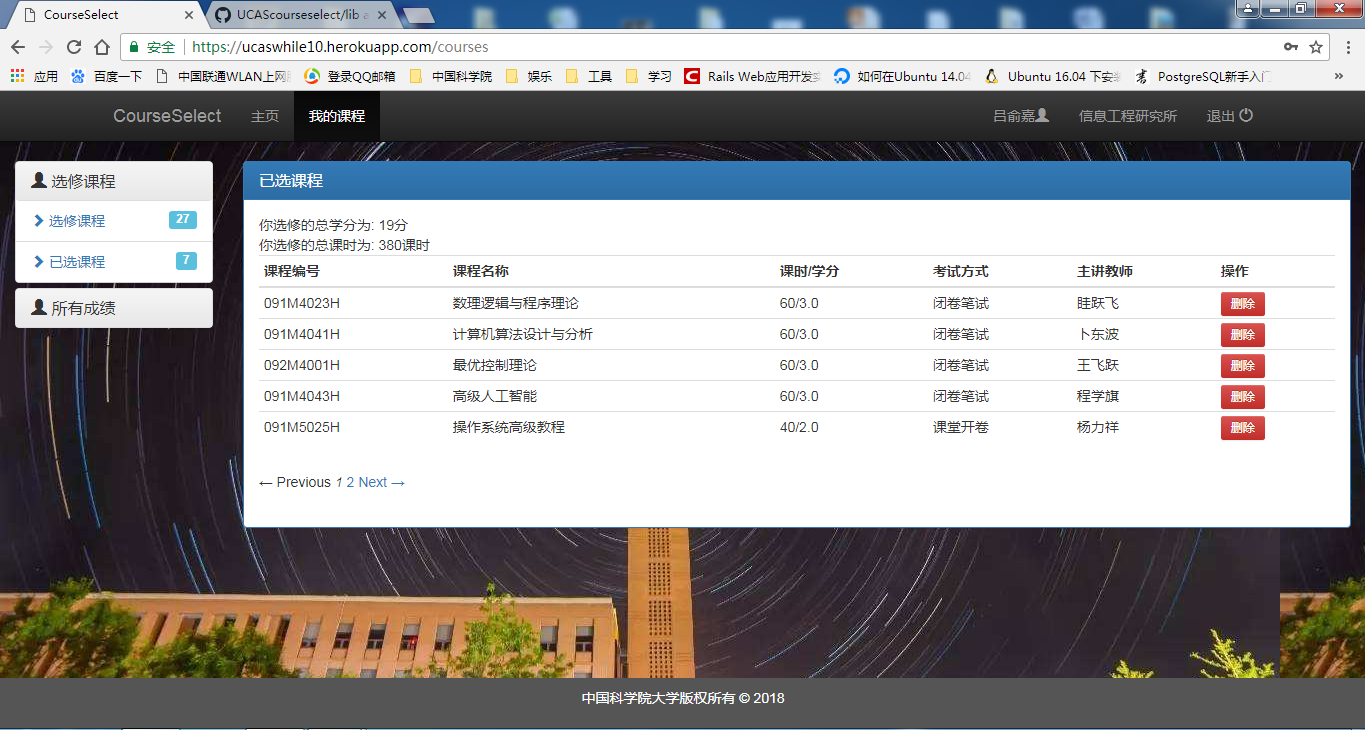 CourseSelect
UCAScourseselect/lib a
安全 https://ucaswhile10.herokuapp.com/courses
应用 百度一下 中国联通WLAN上网 登录QQ邮箱 中国科学院 娱乐 工具 学习 Rails Web应用开发实 如何在Ubuntu 14.04 Ubuntu 16.04 下安装 PostgreSQL新手入门 »
CourseSelect 主页 我的课程 吕俞嘉 信息工程研究所 退出
选修课程
选修课程 27
已选课程 7
所有成绩
已选课程
你选修的总学分为: 19分
你选修的总课时为: 380课时
课程编号 课程名称 课时/学分 考试方式 主讲教师 操作
091M4023H 数理逻辑与程序理论 60/3.0 闭卷笔试 眭跃飞 删除
091M4041H 计算机算法设计与分析 60/3.0 闭卷笔试 卜东波 删除
092M4001H 最优控制理论 60/3.0 闭卷笔试 王飞跃 删除
091M4043H 高级人工智能 60/3.0 闭卷笔试 程学旗 删除
091M5025H 操作系统高级教程 40/2.0 课堂开卷 杨力祥 删除
← Previous 1 2 Next →
中国科学院大学版权所有 © 2018